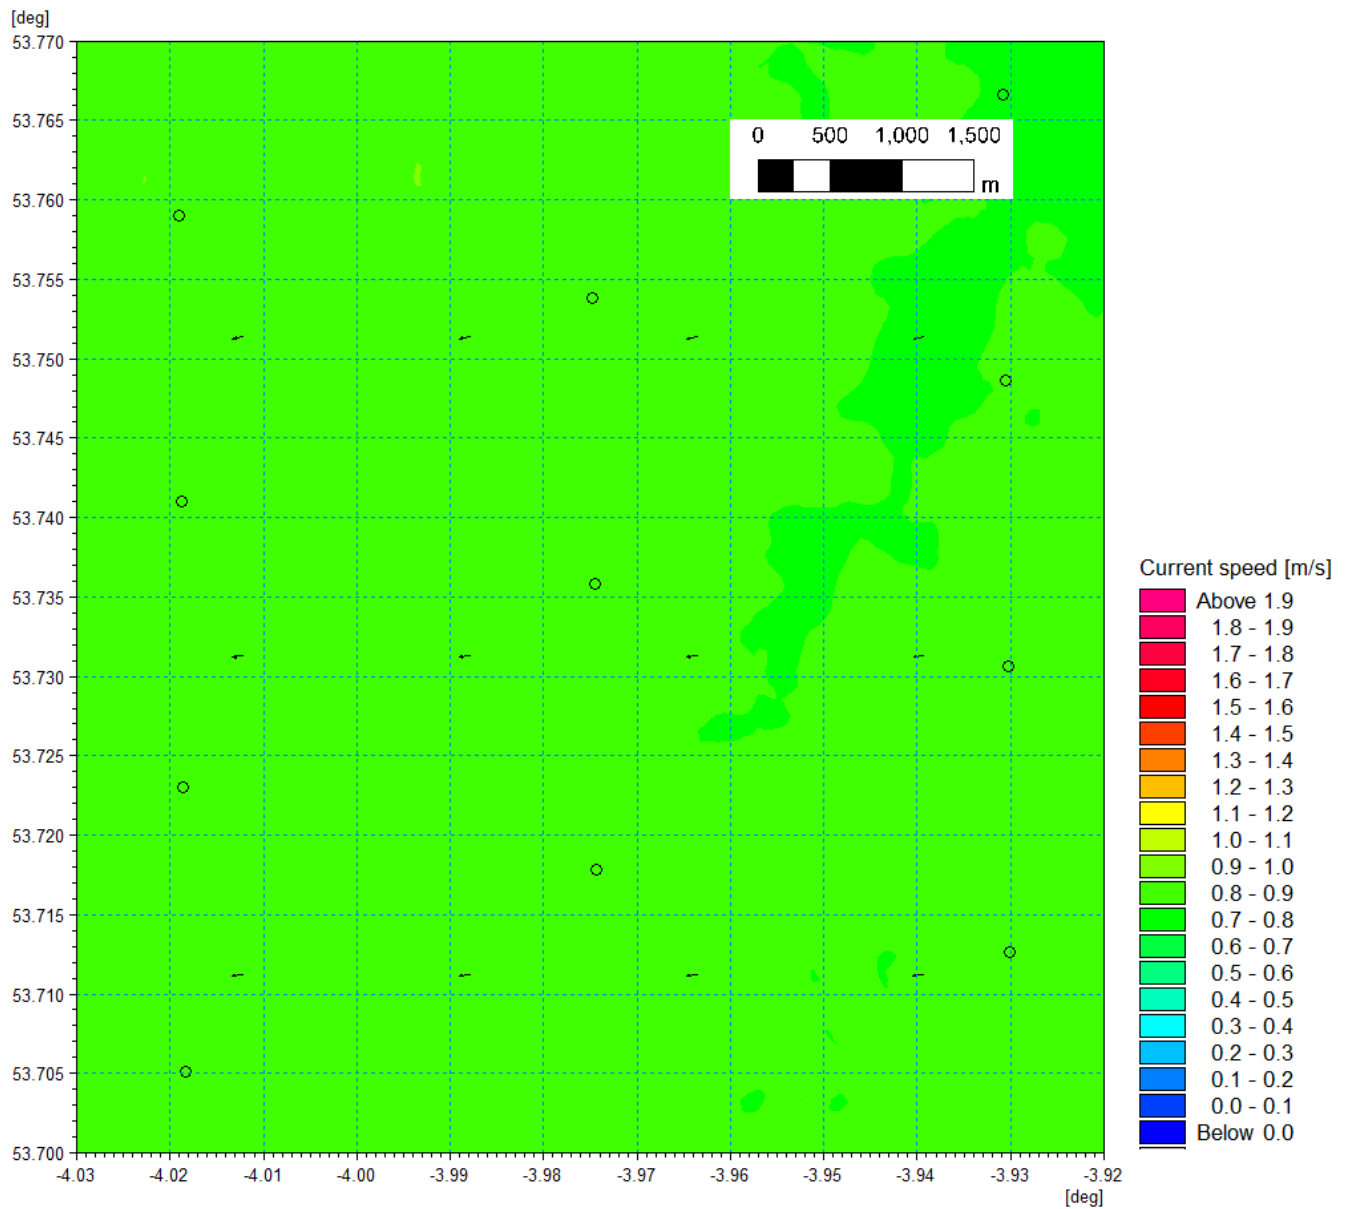 [deg]
53.770
53.765
53.760
53.755
53.750
53.745
53.740
53.735
53.730
53.725
53.720
53.715
53.710
53.705
53.700
0 500 1,000 1,500
m
-4.03 -4.02 -4.01 -4.00 -3.99 -3.98 -3.97 -3.96 -3.95 -3.94 -3.93 -3.92
[deg]
Current speed [m/s]
Above 1.9
1.8 - 1.9
1.7 - 1.8
1.6 - 1.7
1.5 - 1.6
1.4 - 1.5
1.3 - 1.4
1.2 - 1.3
1.1 - 1.2
1.0 - 1.1
0.9 - 1.0
0.8 - 0.9
0.7 - 0.8
0.6 - 0.7
0.5 - 0.6
0.4 - 0.5
0.3 - 0.4
0.2 - 0.3
0.1 - 0.2
0.0 - 0.1
Below 0.0